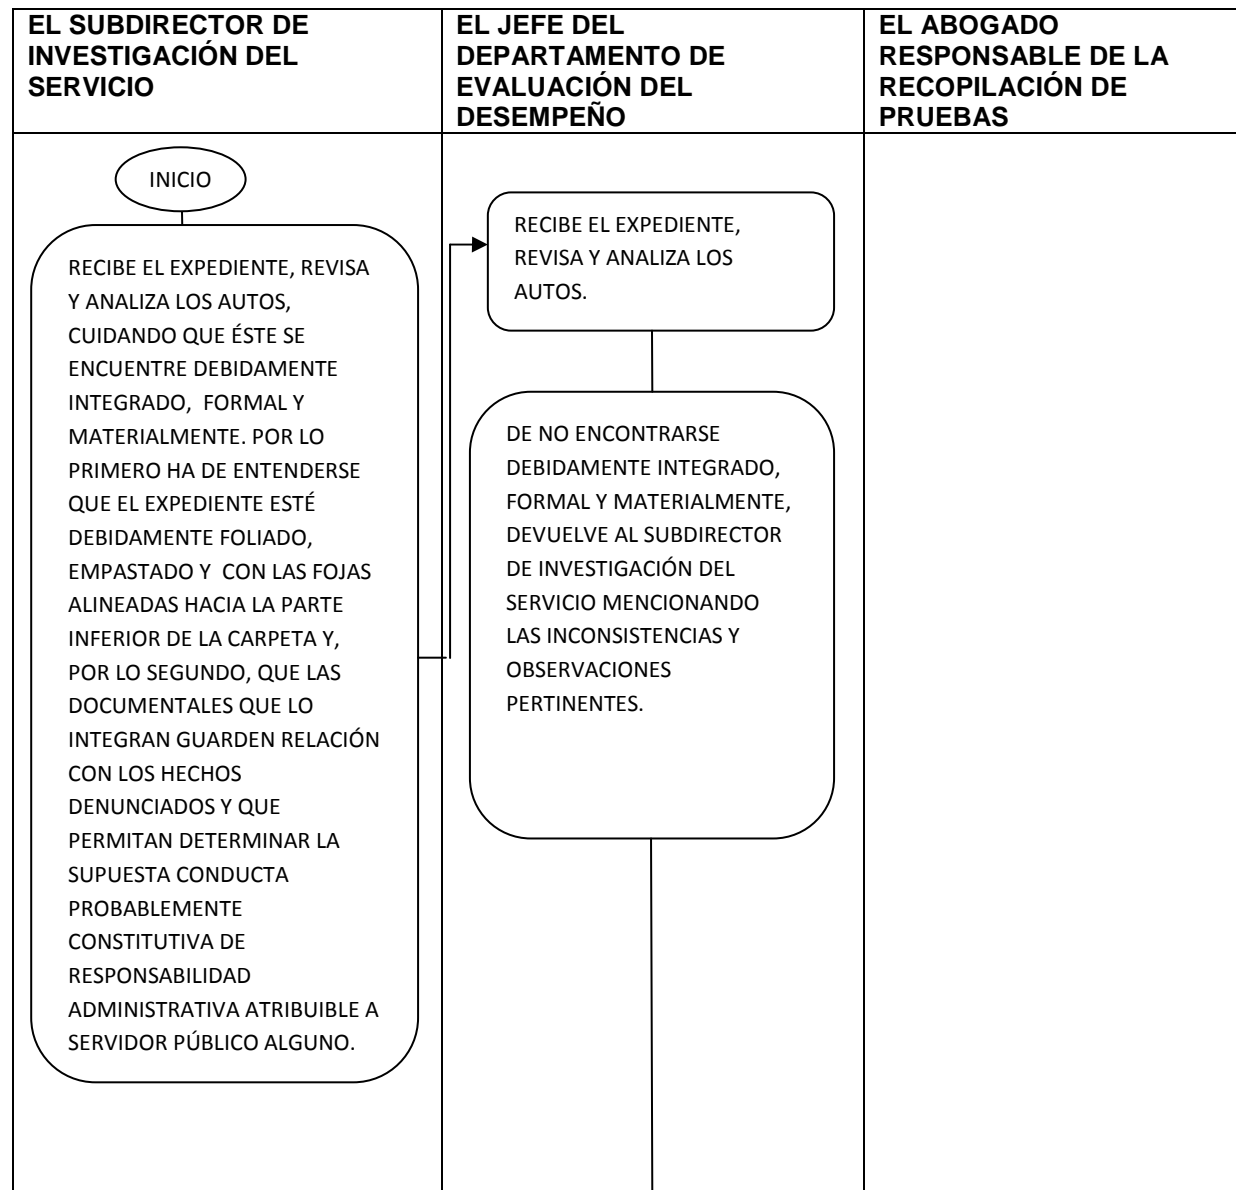 EL SUBDIRECTOR DE
INVESTIGACIÓN DEL
SERVICIO
EL JEFE DEL
DEPARTAMENTO DE
EVALUACIÓN DEL
DESEMPEÑO
EL ABOGADO
RESPONSABLE DE LA
RECOPILACIÓN DE
PRUEBAS
INICIO
RECIBE EL EXPEDIENTE, REVISA
Y ANALIZA LOS AUTOS,
CUIDANDO QUE ÉSTE SE
ENCUENTRE DEBIDAMENTE
INTEGRADO, FORMAL Y
MATERIALMENTE. POR LO
PRIMERO HA DE ENTENDERSE
QUE EL EXPEDIENTE ESTÉ
DEBIDAMENTE FOLIADO,
EMPASTADO Y CON LAS FOJAS
ALINEADAS HACIA LA PARTE
INFERIOR DE LA CARPETA Y,
POR LO SEGUNDO, QUE LAS
DOCUMENTALES QUE LO
INTEGRAN GUARDEN RELACIÓN
CON LOS HECHOS
DENUNCIADOS Y QUE
PERMITAN DETERMINAR LA
SUPUESTA CONDUCTA
PROBABLEMENTE
CONSTITUTIVA DE
RESPONSABILIDAD
ADMINISTRATIVA ATRIBUIBLE A
SERVIDOR PÚBLICO ALGUNO.
RECIBE EL EXPEDIENTE,
REVISA Y ANALIZA LOS
AUTOS.
DE NO ENCONTRARSE
DEBIDAMENTE INTEGRADO,
FORMAL Y MATERIALMENTE,
DEVUELVE AL SUBDIRECTOR
DE INVESTIGACIÓN DEL
SERVICIO MENCIONANDO
LAS INCONSISTENCIAS Y
OBSERVACIONES
PERTINENTES.